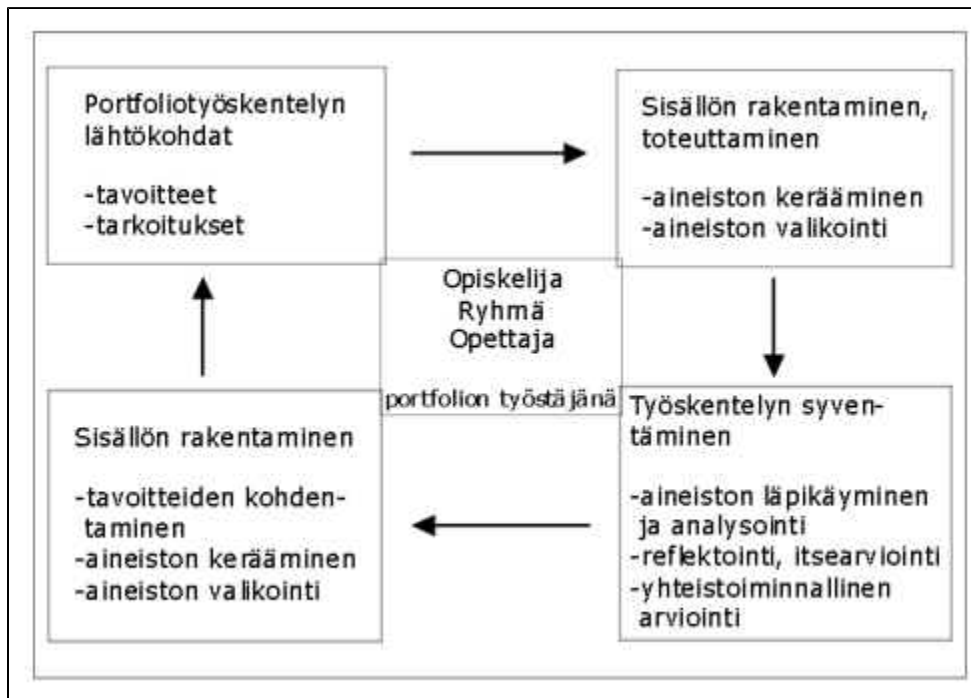 Portfoliotyöskentelyn
lähtökohdat
-tavoitteet
-tarkoitukset
Sisällön rakentaminen,
toteuttaminen
-aineiston kerääminen
-aineiston valikointi
Opiskelija
Ryhmä
Opettaja
portfolion työstäjänä
Sisällön rakentaminen
-tavoitteiden kohden-
taminen
-aineiston kerääminen
-aineiston valikointi
Työskentelyn syven-
täminen
-aineiston läpikäyminen
ja analysointi
-reflektointi, itsearviointi
-yhteistoiminnallinen
arviointi